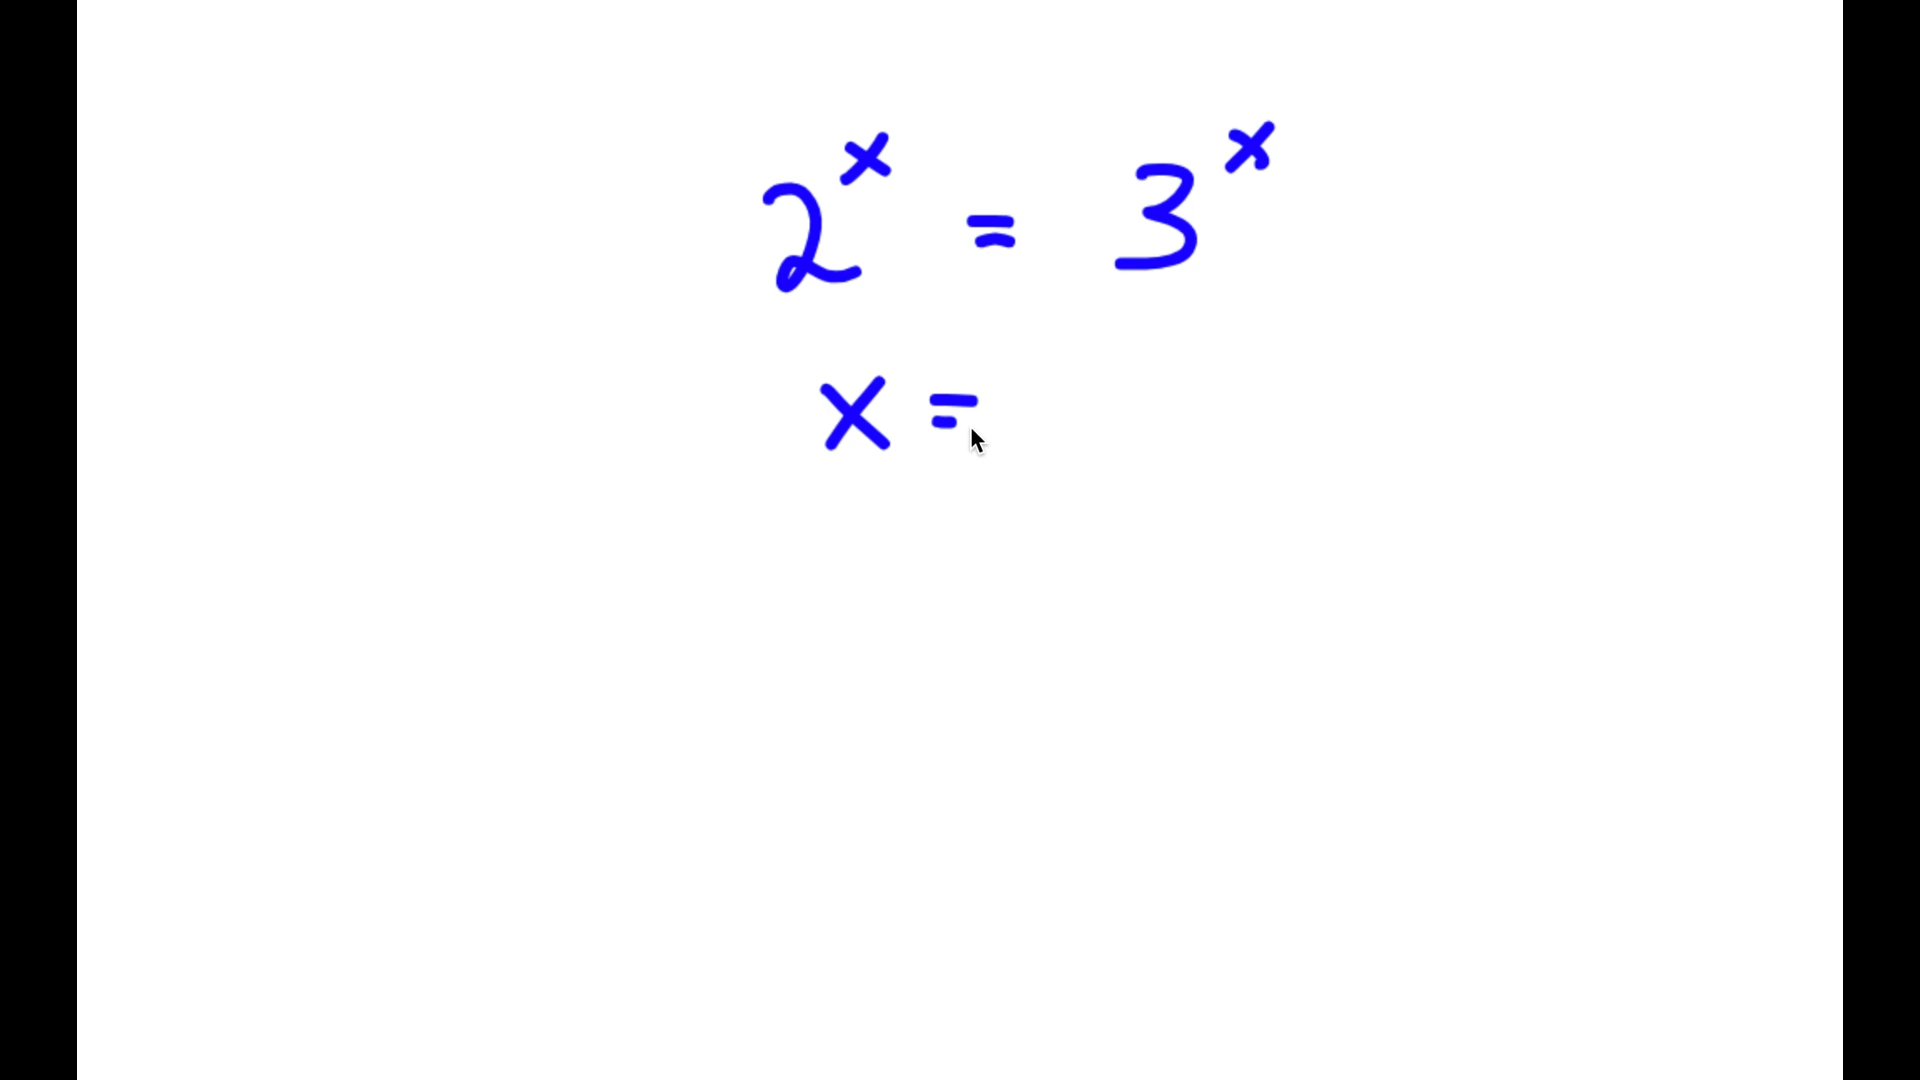 2^x = 3^x
x =